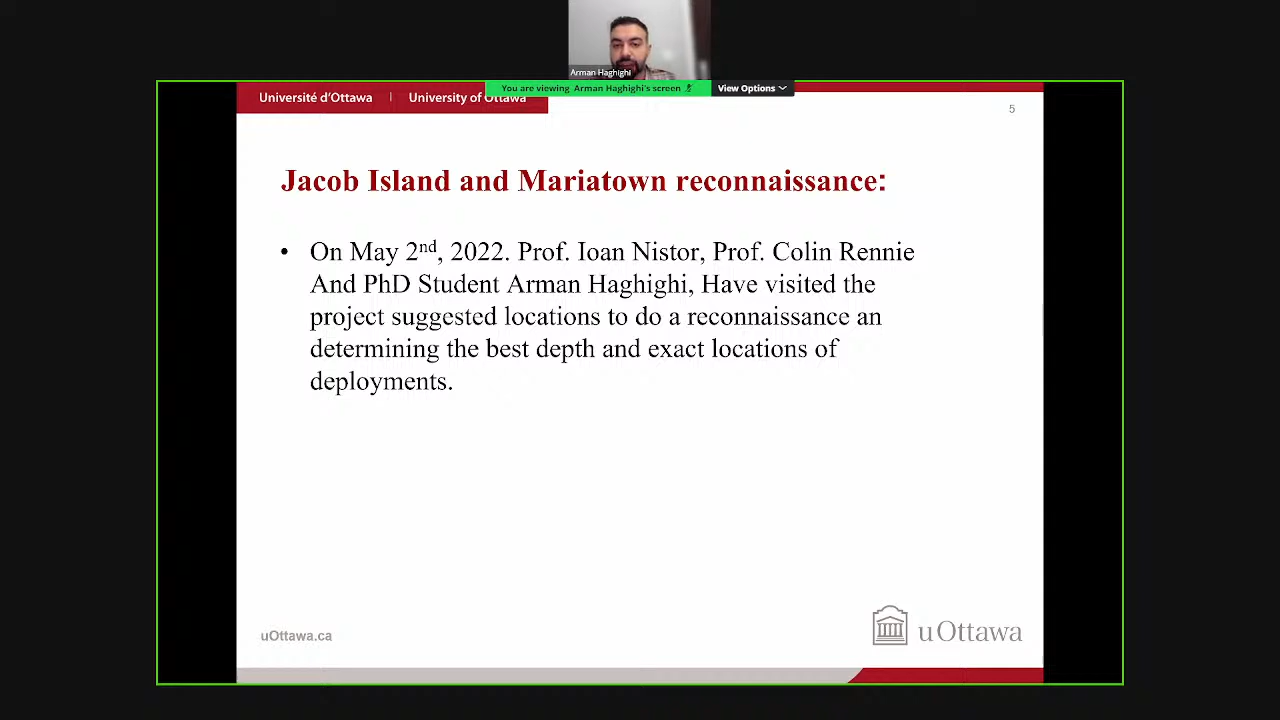 Arman Haghighi
You are viewing Arman Haghighi's screen
View Options
Université d'Ottawa | University of Ottawa
5
Jacob Island and Mariatown reconnaissance:
• On May 2nd, 2022. Prof. Ioan Nistor, Prof. Colin Rennie
And PhD Student Arman Haghighi, Have visited the
project suggested locations to do a reconnaissance an
determining the best depth and exact locations of
deployments.
uOttawa.ca
uOttawa